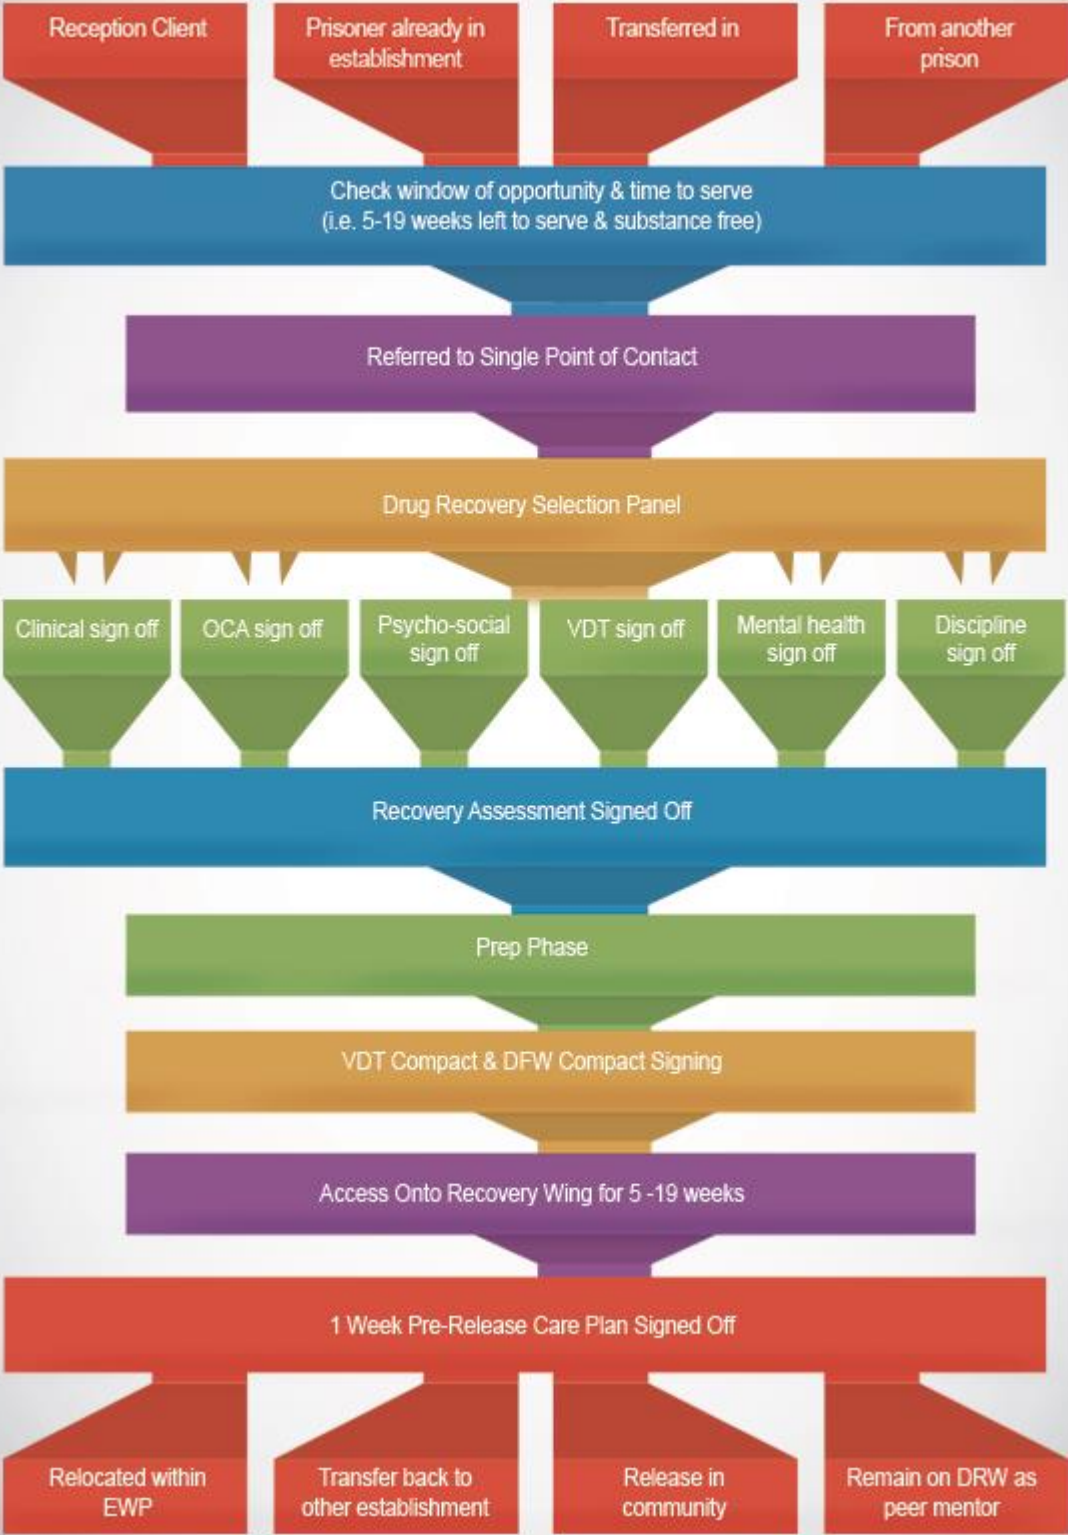 Reception Client
Prisoner already in
establishment
Transferred in
From another
prison
Check window of opportunity & time to serve
(i.e. 5-19 weeks left to serve & substance free)
Referred to Single Point of Contact
Drug Recovery Selection Panel
Clinical sign off
OCA sign off
Psycho-social
sign off
VDT sign off
Mental health
sign off
Discipline
sign off
Recovery Assessment Signed Off
Prep Phase
VDT Compact & DFW Compact Signing
Access Onto Recovery Wing for 5 -19 weeks
1 Week Pre-Release Care Plan Signed Off
Relocated within
EWP
Transfer back to
other establishment
Release in
community
Remain on DRW as
peer mentor